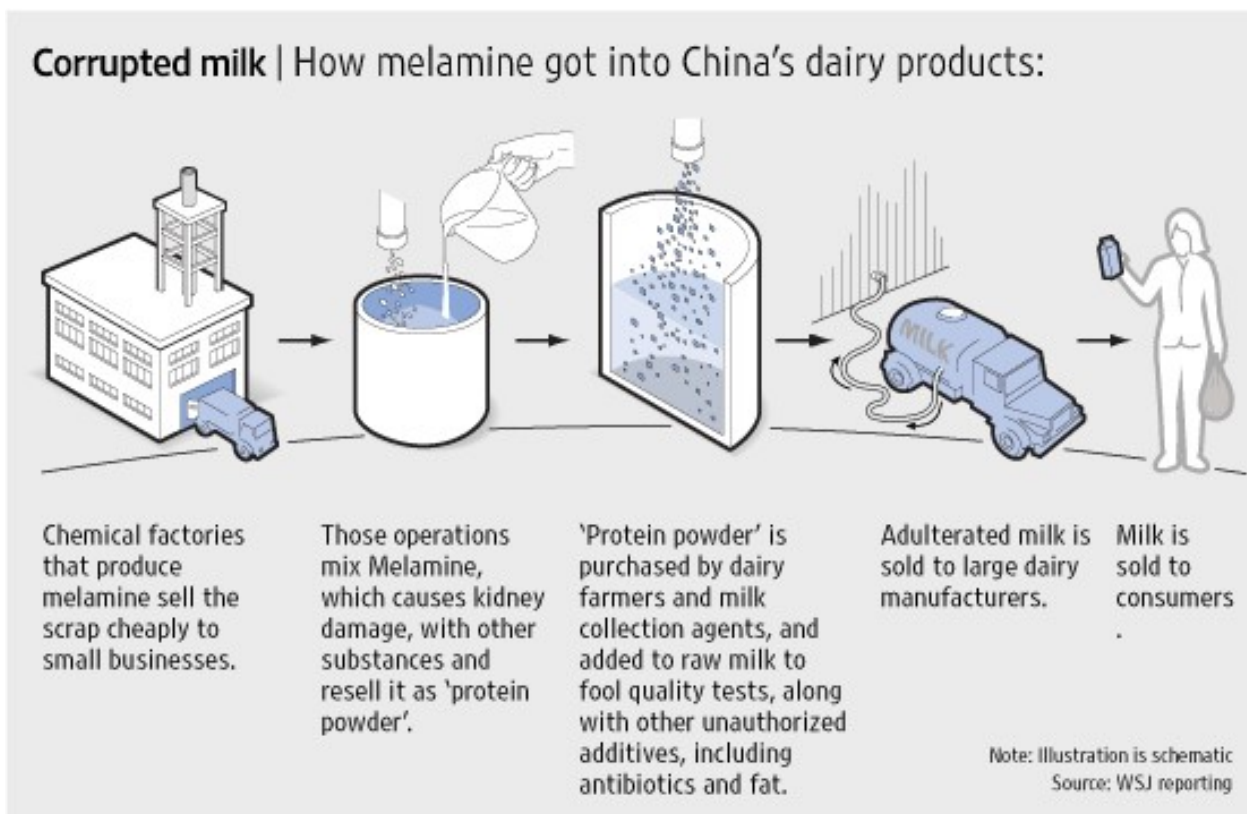 Corrupted milk | How melamine got into China's dairy products:
MILK
Chemical factories
that produce
melamine sell the
scrap cheaply to
small businesses.
Those operations
mix Melamine,
which causes kidney
damage, with other
substances and
resell it as 'protein
powder'.
'Protein powder' is
purchased by dairy
farmers and milk
collection agents, and
added to raw milk to
fool quality tests, along
with other unauthorized
additives, including
antibiotics and fat.
Adulterated milk is
sold to large dairy
manufacturers.
Milk is
sold to
consumers
.
Note: Illustration is schematic
Source: WSJ reporting